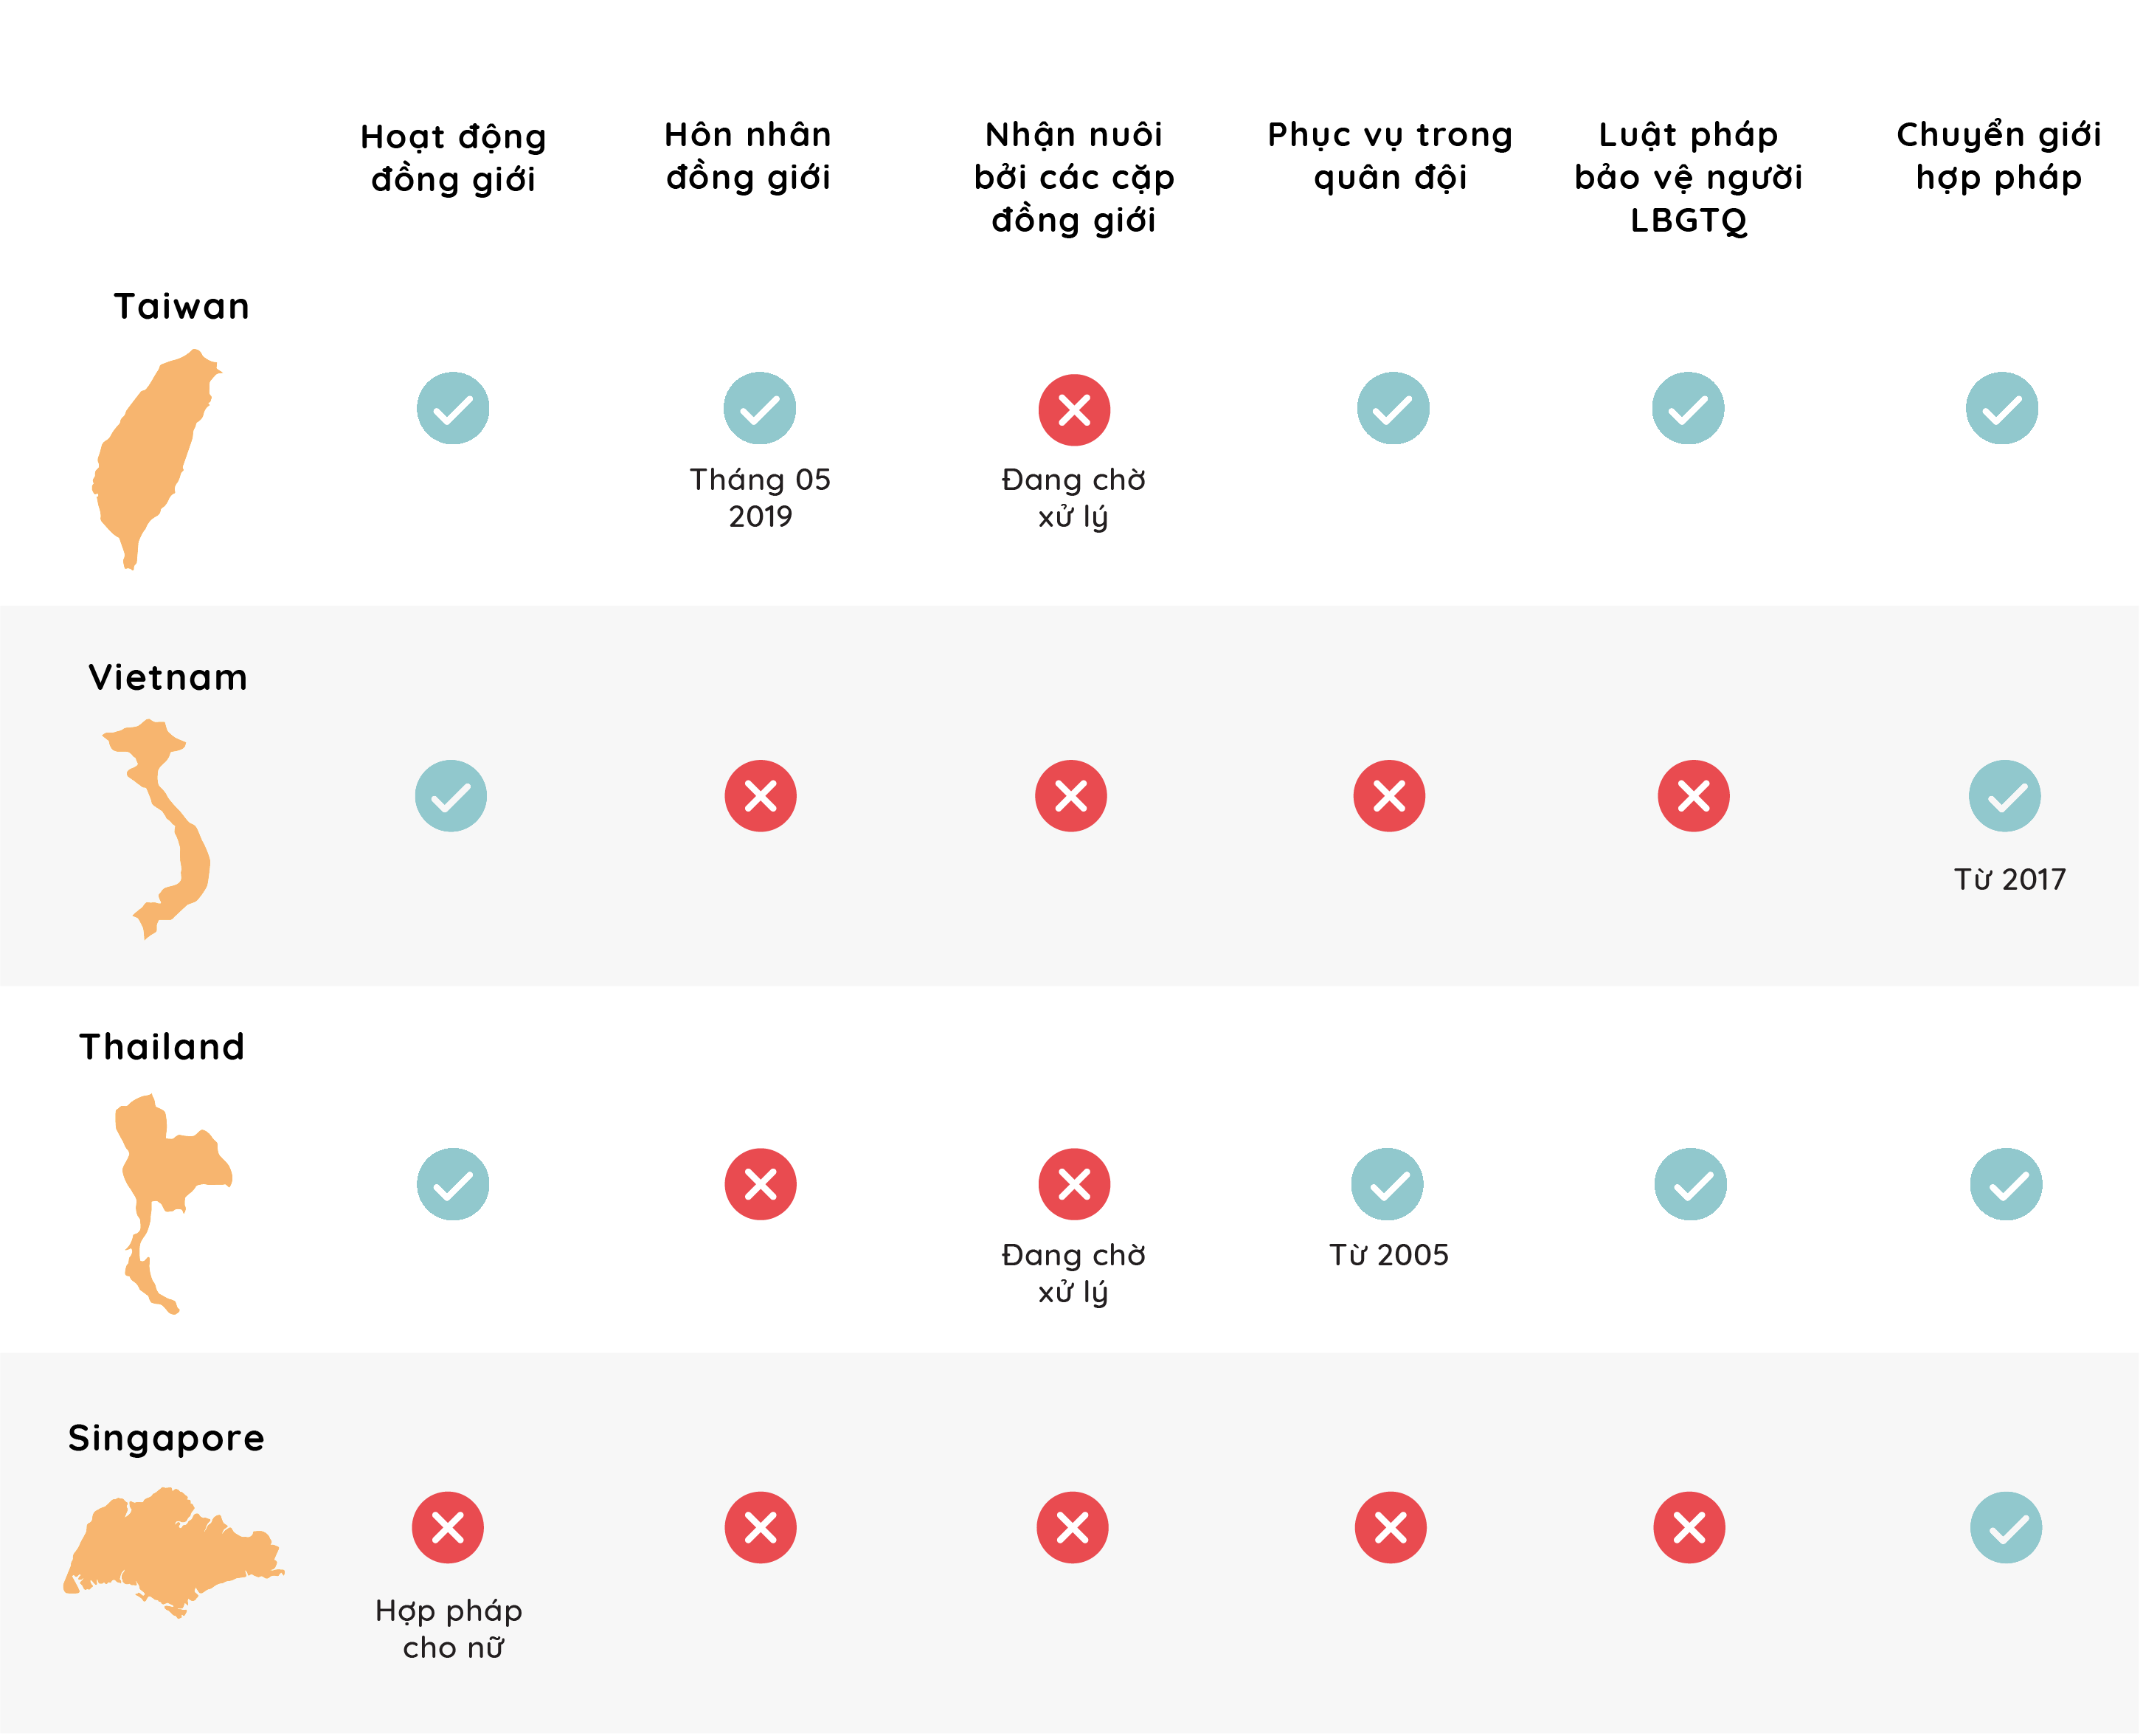 Hoạt động
đồng giới
Hôn nhân
đồng giới
Nhận nuôi
bởi các cặp
đồng giới
Phục vụ trong
quân đội
Luật pháp
bảo vệ người
LBGTQ
Chuyển giới
hợp pháp
Taiwan
Tháng 05
2019
Đang chờ
xử lý
Vietnam
Từ 2017
Thailand
Đang chờ
xử lý
Từ 2005
Singapore
Hợp pháp
cho nữ